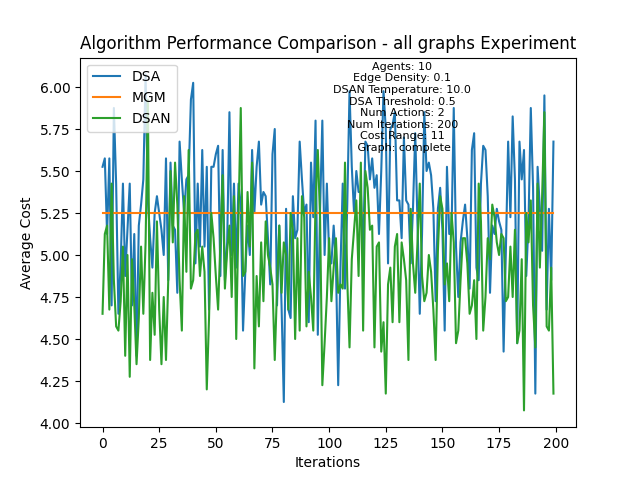 Algorithm Performance Comparison - all graphs Experiment
DSA
MGM
DSAN
Agents: 10
Edge Density: 0.1
DSAN Temperature: 10.0
DSA Threshold: 0.5
Num Actions: 2
Num Iterations: 200
Cost Range: 11
Graph: complete
Average Cost
6.00
5.75
5.50
5.25
5.00
4.75
4.50
4.25
4.00
0
25
50
75
100
125
150
175
200
Iterations